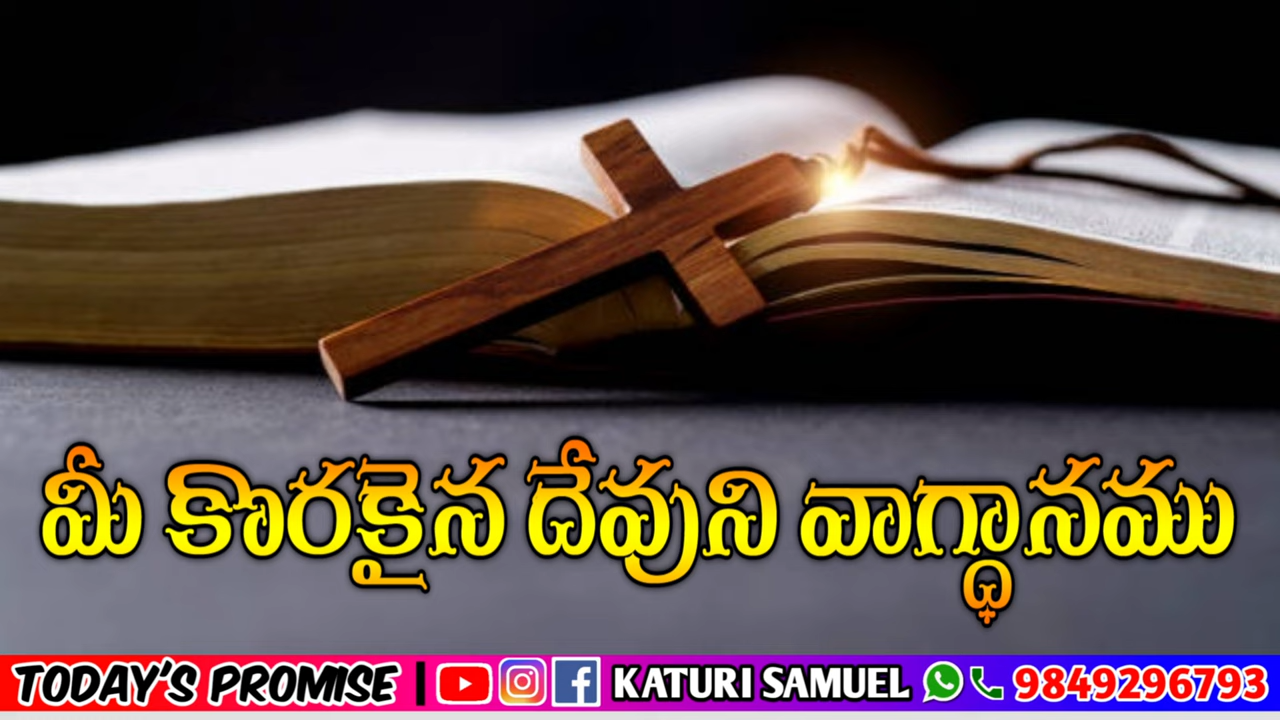 మీ కొరకైన దేవుని వాగ్ధానము
TODAY'S PROMISE | KATURI SAMUEL 9849296793